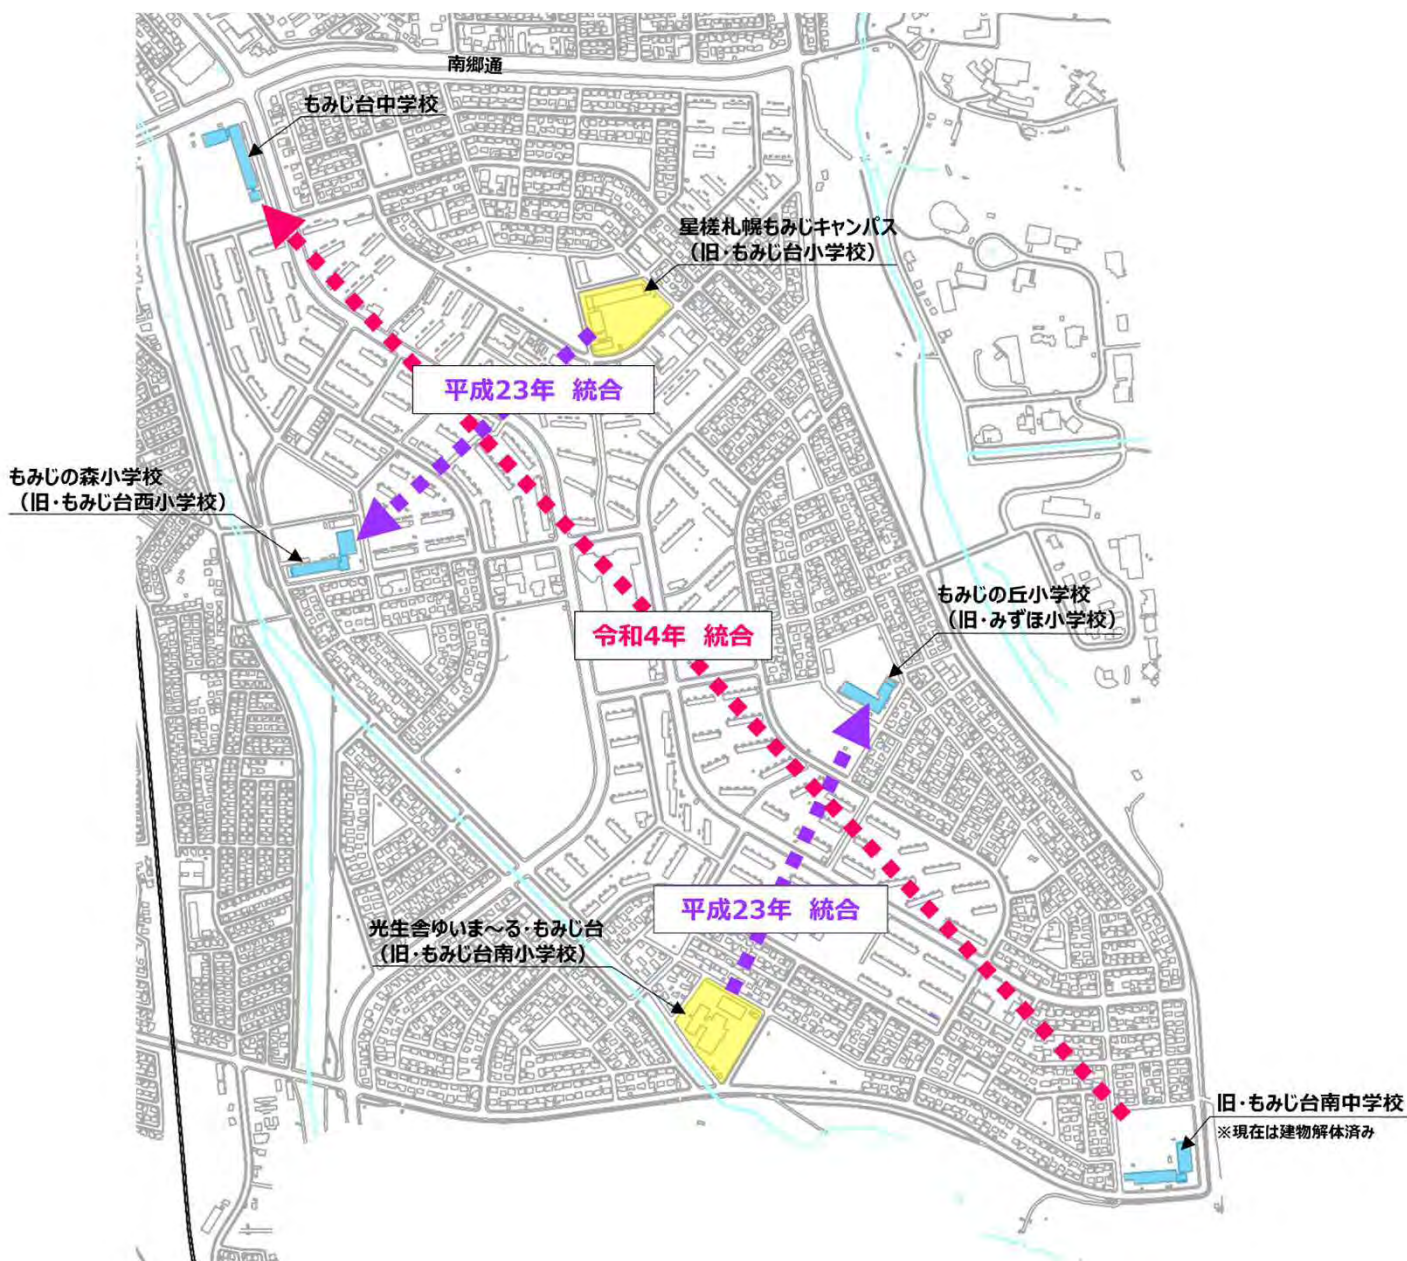 南郷通
もみじ台中学校
星槎札幌もみじキャンパス
（旧・もみじ台小学校）
平成23年 統合
もみじの森小学校
（旧・もみじ台西小学校）
もみじの丘小学校
（旧・みずほ小学校）
令和4年 統合
平成23年 統合
光生舎ゆいま～る・もみじ台
（旧・もみじ台南小学校）
旧・もみじ台南中学校
※現在は建物解体済み